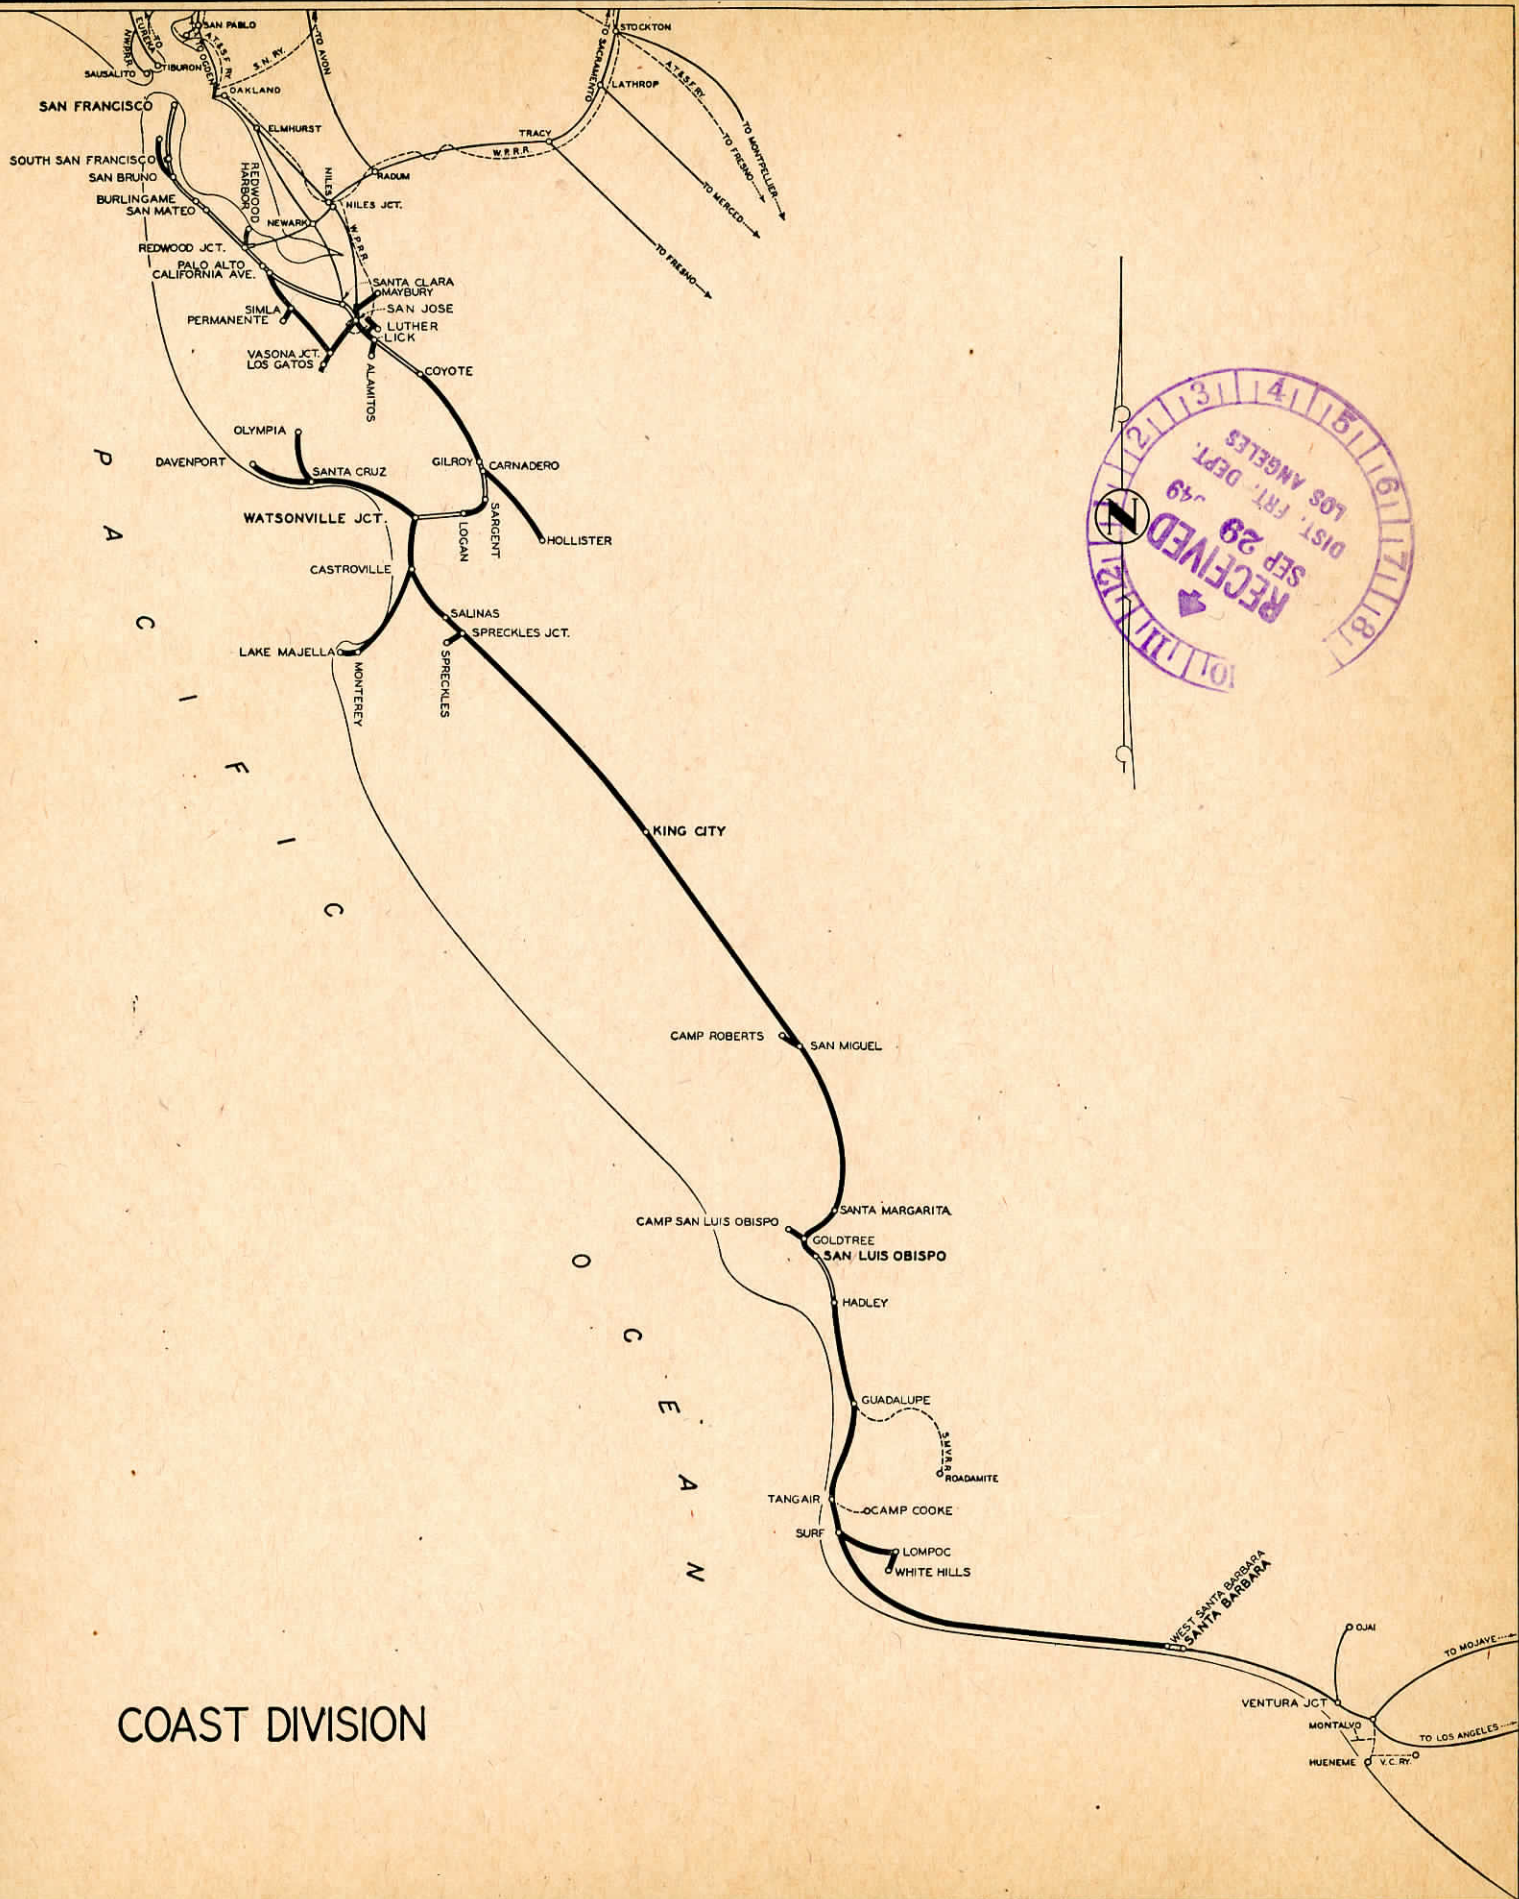 SAN PABLO
TO EUREKA
N.W.P.R.R.
TO OGDEN
A.T.&S.F. RY.
S.N. RY.
TO AVON
TO SACRAMENTO
STOCKTON
SAUSALITO
TIBURON
OAKLAND
LATHROP
A.T.&S.F. RY.
TO FRESNO
TO MONTPELLIER
SAN FRANCISCO
ELMHURST
TRACY
W.P.R.R.
SOUTH SAN FRANCISCO
SAN BRUNO
REDWOOD
HARBOR
NILES
RADUM
TO MERCED
BURLINGAME
SAN MATEO
NILES JCT.
NEWARK
W.P.R.R.
REDWOOD JCT.
TO FRESNO
PALO ALTO
CALIFORNIA AVE.
SANTA CLARA
MAYBURY
SIMLA
PERMANENTE
SAN JOSE
LUTHER
LICK
VASONA JCT.
LOS GATOS
ALAMITOS
COYOTE
OLYMPIA
DAVENPORT
SANTA CRUZ
GILROY
CARNADERO
WATSONVILLE JCT.
LOGAN
SARGENT
HOLLISTER
CASTROVILLE
SALINAS
SPRECKLES JCT.
SPRECKLES
LAKE MAJELLA
MONTEREY
PACIFIC
OCEAN
N
1 2 3 4 5 6 7 8 10 11 12
RECEIVED
SEP 29
'49
DIST. FRT. DEPT.
LOS ANGELES
KING CITY
CAMP ROBERTS
SAN MIGUEL
SANTA MARGARITA
CAMP SAN LUIS OBISPO
GOLDTREE
SAN LUIS OBISPO
HADLEY
GUADALUPE
S.M.V.R.R.
ROADAMITE
TANGAIR
CAMP COOKE
SURF
LOMPOC
WHITE HILLS
WEST SANTA BARBARA
SANTA BARBARA
OJAI
TO MOJAVE
VENTURA JCT
MONTALVO
TO LOS ANGELES
HUENEME
V.C. RY.
COAST DIVISION